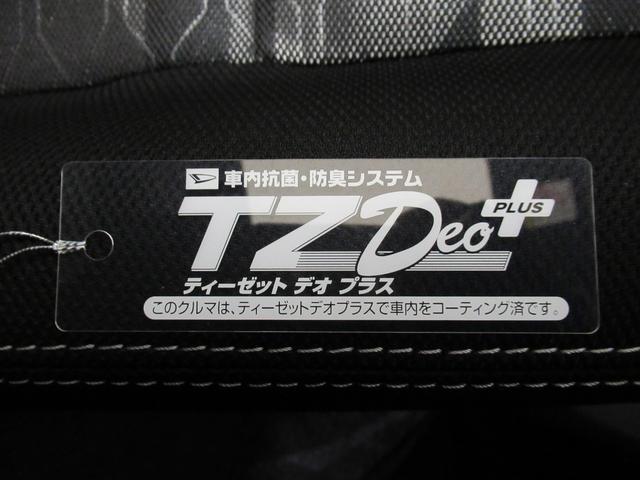 車内抗菌・防臭システム
TZ Deo PLUS
ティーゼット デオ プラス
このクルマは、ティーゼットデオプラスで車内をコーティング済です。